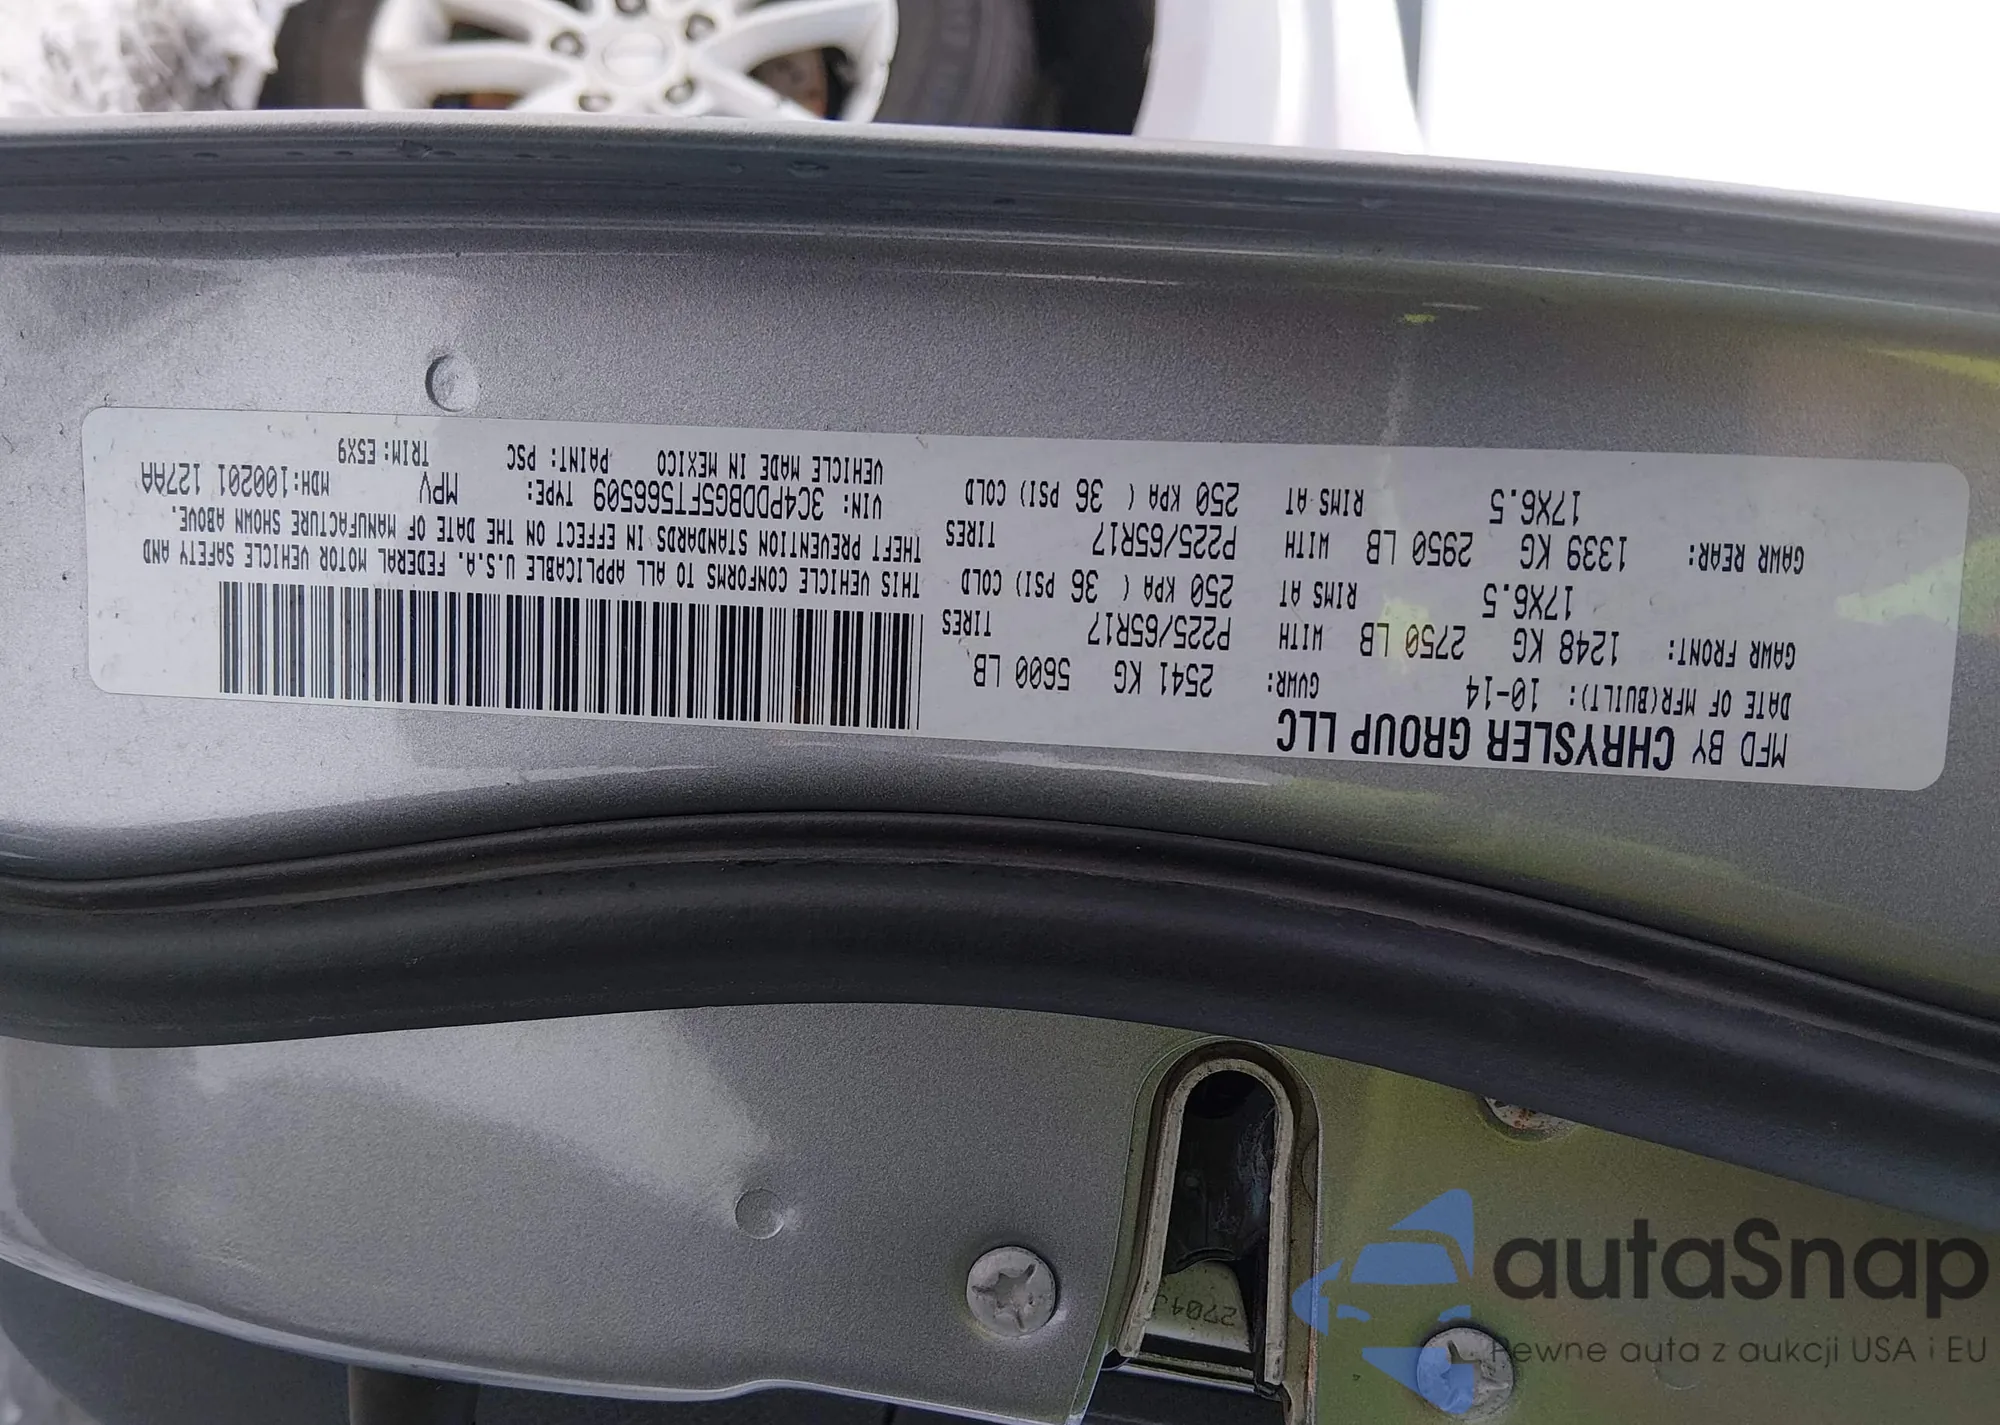 MFD BY CHRYSLER GROUP LLC
DATE OF MFR(BUILT): 10-14 GVWR: 2541 KG 5600 LB
GAWR FRONT: 1248 KG 2750 LB WITH P225/65R17 TIRES
17X6.5 RIMS AT 250 KPA ( 36 PSI) COLD
GAWR REAR: 1339 KG 2950 LB WITH P225/65R17 TIRES
17X6.5 RIMS AT 250 KPA ( 36 PSI) COLD
THIS VEHICLE CONFORMS TO ALL APPLICABLE U.S.A. FEDERAL MOTOR VEHICLE SAFETY AND
THEFT PREVENTION STANDARDS IN EFFECT ON THE DATE OF MANUFACTURE SHOWN ABOVE.
VIN: 3C4PDDBG5FT566509 TYPE: MPV MDH:100201 127AA
VEHICLE MADE IN MEXICO PAINT: PSC TRIM: E5X9
2704J
autaSnap
Pewne auta z aukcji USA i EU